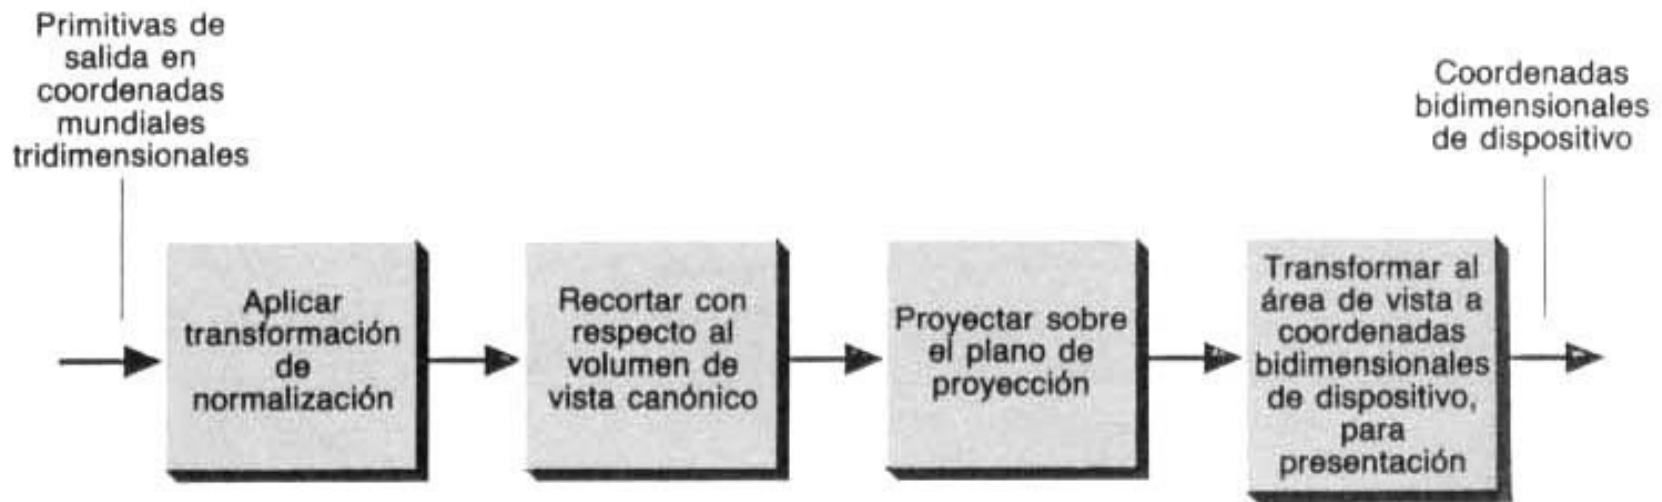 Primitivas de
salida en
coordenadas
mundiales
tridimensionales
Aplicar
transformación
de
normalización
Recortar con
respecto al
volumen de
vista canónico
Proyectar sobre
el plano de
proyección
Transformar al
área de vista a
coordenadas
bidimensionales
de dispositivo,
para
presentación
Coordenadas
bidimensionales
de dispositivo